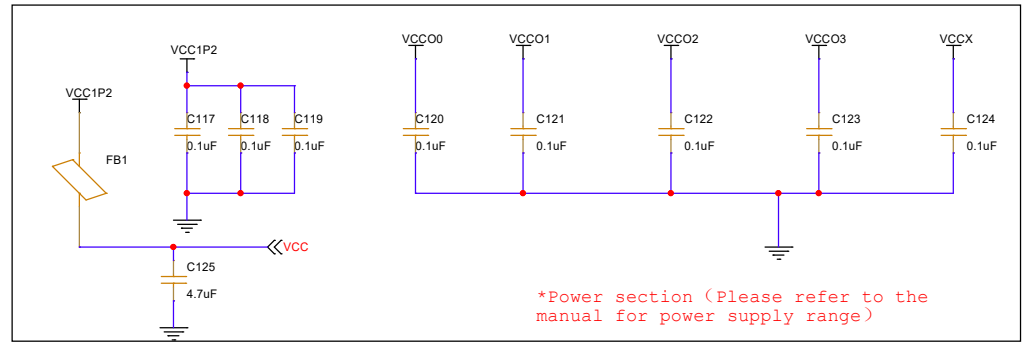 VCC1P2
FB1
VCC1P2
C117
0.1uF
C118
0.1uF
C119
0.1uF
VCC
C125
4.7uF
VCCO0
C120
0.1uF
VCCO1
C121
0.1uF
VCCO2
C122
0.1uF
VCCO3
C123
0.1uF
VCCX
C124
0.1uF
*Power section（Please refer to the
manual for power supply range）